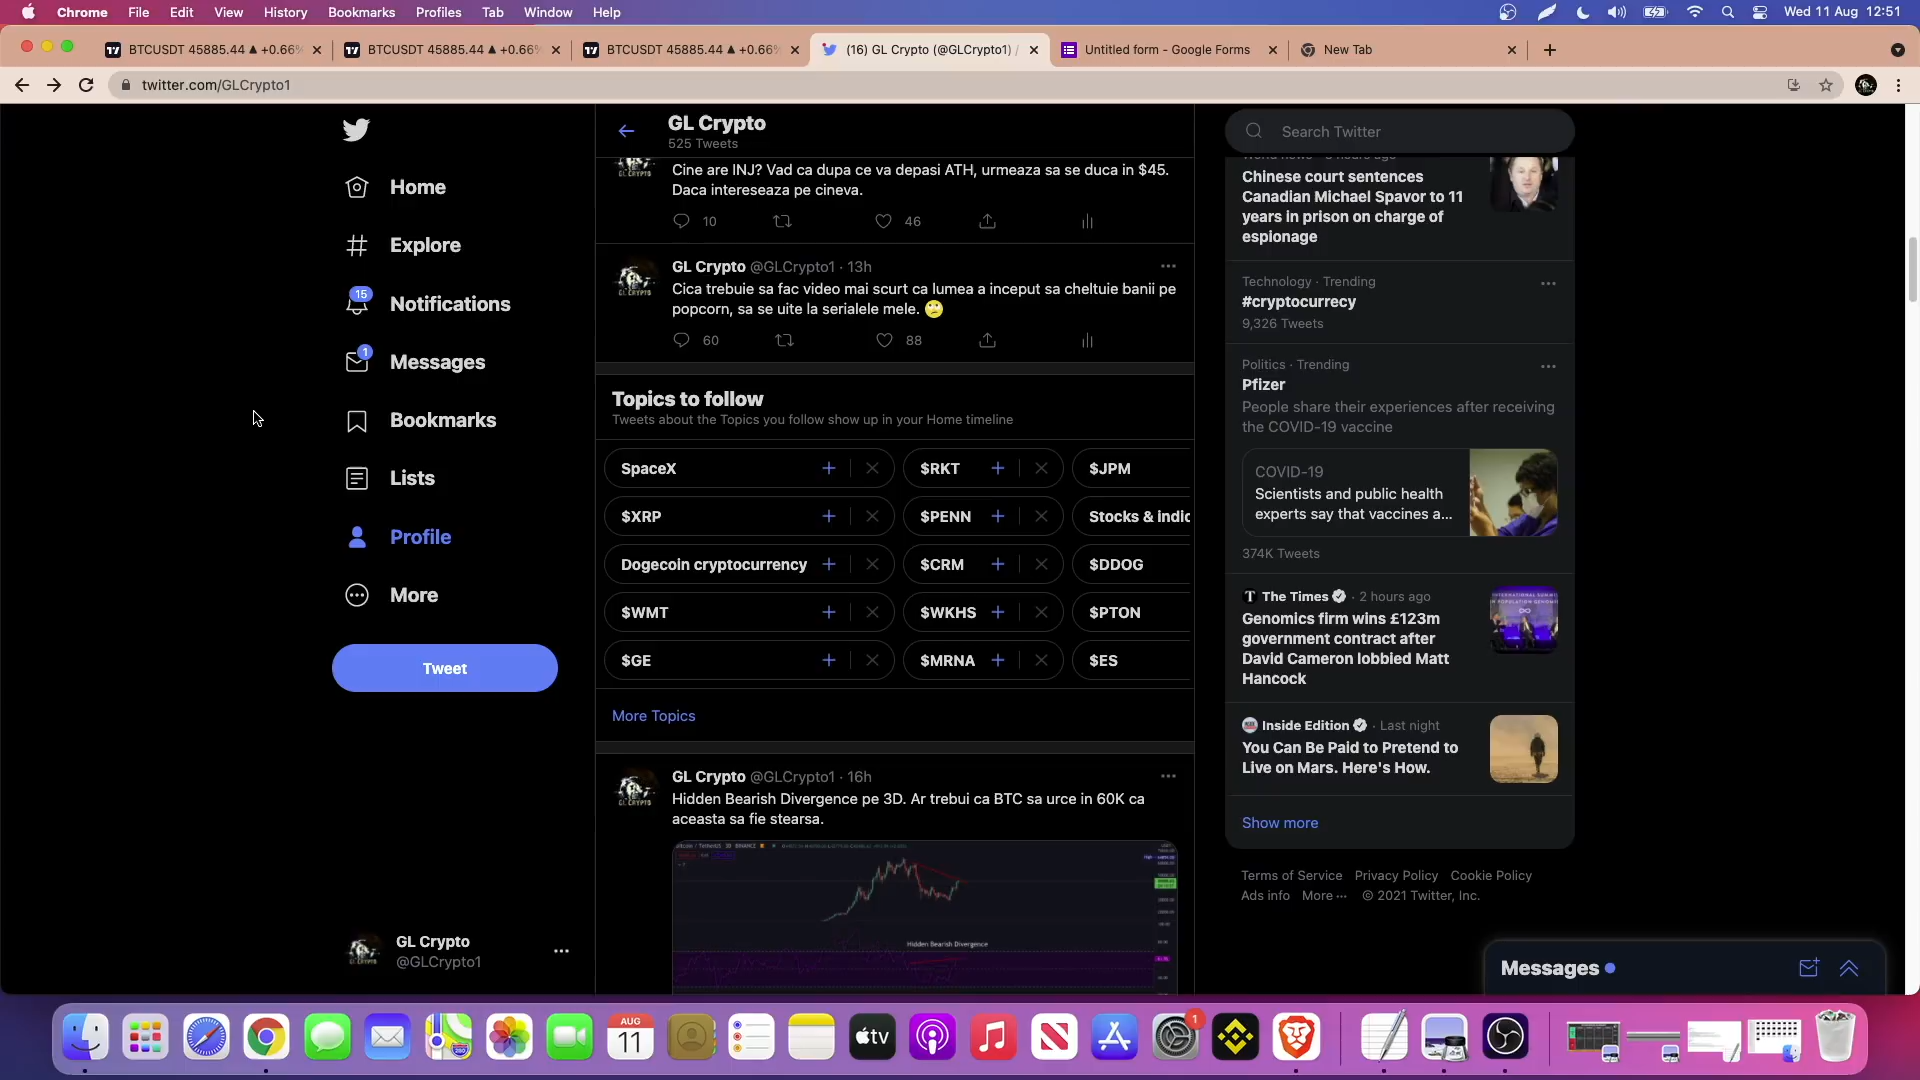 Chrome File Edit View History Bookmarks Profiles Tab Window Help Wed 11 Aug 12:51
BTCUSDT 45885.44 ▲ +0.66% BTCUSDT 45885.44 ▲ +0.66% BTCUSDT 45885.44 ▲ +0.66% (16) GL Crypto (@GLCrypto1) / Untitled form - Google Forms New Tab
twitter.com/GLCrypto1
Home
Explore
15
Notifications
1
Messages
Bookmarks
Lists
Profile
More
Tweet
GL Crypto
@GLCrypto1
GL Crypto
525 Tweets
Cine are INJ? Vad ca dupa ce va depasi ATH, urmeaza sa se duca in $45.
Daca intereseaza pe cineva.
10 46
GL Crypto @GLCrypto1 · 13h
Cica trebuie sa fac video mai scurt ca lumea a inceput sa cheltuie banii pe
popcorn, sa se uite la serialele mele. 🙄
60 88
Topics to follow
Tweets about the Topics you follow show up in your Home timeline
SpaceX $RKT $JPM
$XRP $PENN Stocks & indic
Dogecoin cryptocurrency $CRM $DDOG
$WMT $WKHS $PTON
$GE $MRNA $ES
More Topics
GL Crypto @GLCrypto1 · 16h
Hidden Bearish Divergence pe 3D. Ar trebui ca BTC sa urce in 60K ca
aceasta sa fie stearsa.
Hidden Bearish Divergence
Search Twitter
Chinese court sentences
Canadian Michael Spavor to 11
years in prison on charge of
espionage
Technology · Trending
#cryptocurrecy
9,326 Tweets
Politics · Trending
Pfizer
People share their experiences after receiving
the COVID-19 vaccine
COVID-19
Scientists and public health
experts say that vaccines a...
374K Tweets
The Times · 2 hours ago
Genomics firm wins £123m
government contract after
David Cameron lobbied Matt
Hancock
Inside Edition · Last night
You Can Be Paid to Pretend to
Live on Mars. Here's How.
Show more
Terms of Service Privacy Policy Cookie Policy
Ads info More ··· © 2021 Twitter, Inc.
Messages
AUG
11
tv
1